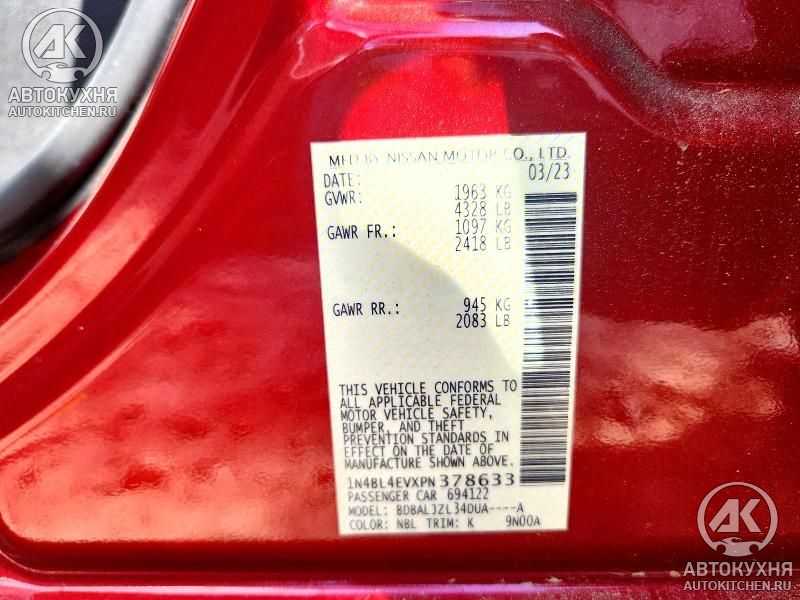 АК
АВТОКУХНЯ
AUTOKITCHEN.RU
MFD BY NISSAN MOTOR CO., LTD.
DATE: 03/23
GVWR: 1963 KG
4328 LB
GAWR FR.: 1097 KG
2418 LB
GAWR RR.: 945 KG
2083 LB
THIS VEHICLE CONFORMS TO
ALL APPLICABLE FEDERAL
MOTOR VEHICLE SAFETY,
BUMPER, AND THEFT
PREVENTION STANDARDS IN
EFFECT ON THE DATE OF
MANUFACTURE SHOWN ABOVE.
1N4BL4EVXPN378633
PASSENGER CAR 694122
MODEL: BDBALJZL34DUA----A
COLOR: NBL TRIM: K 9N00A
АК
АВТОКУХНЯ
AUTOKITCHEN.RU